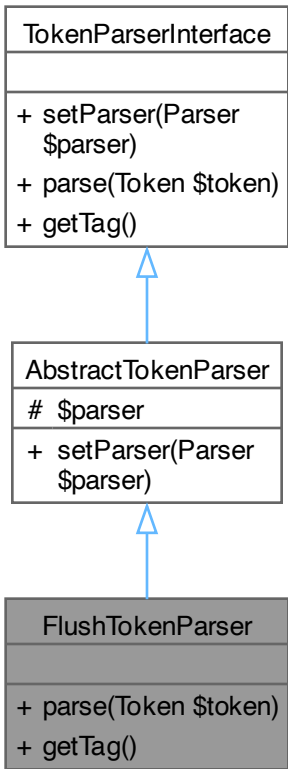 TokenParserInterface
+ setParser(Parser
$parser)
+ parse(Token $token)
+ getTag()
AbstractTokenParser
# $parser
+ setParser(Parser
$parser)
FlushTokenParser
+ parse(Token $token)
+ getTag()